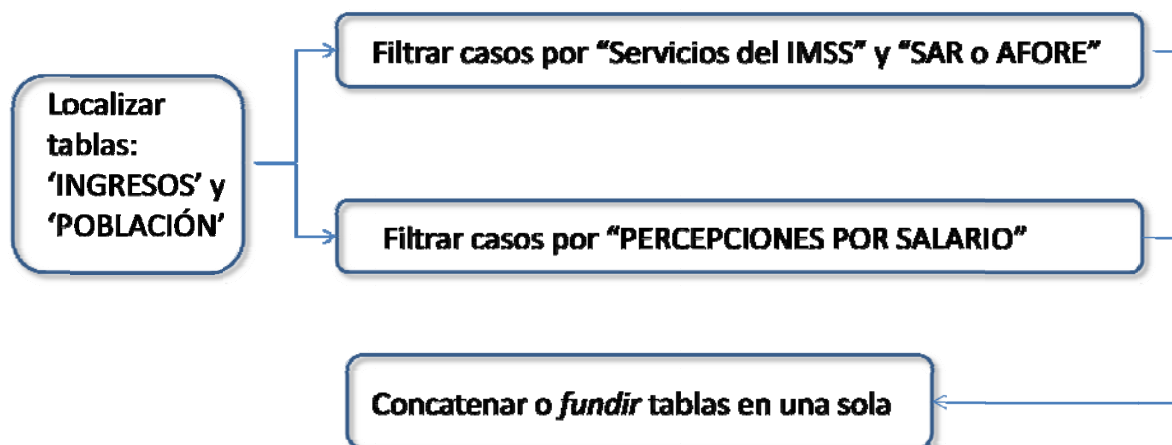 Localizar
tablas:
‘INGRESOS’ y
‘POBLACIÓN’
Filtrar casos por “Servicios del IMSS” y “SAR o AFORE”
Filtrar casos por “PERCEPCIONES POR SALARIO”
Concatenar o fundir tablas en una sola